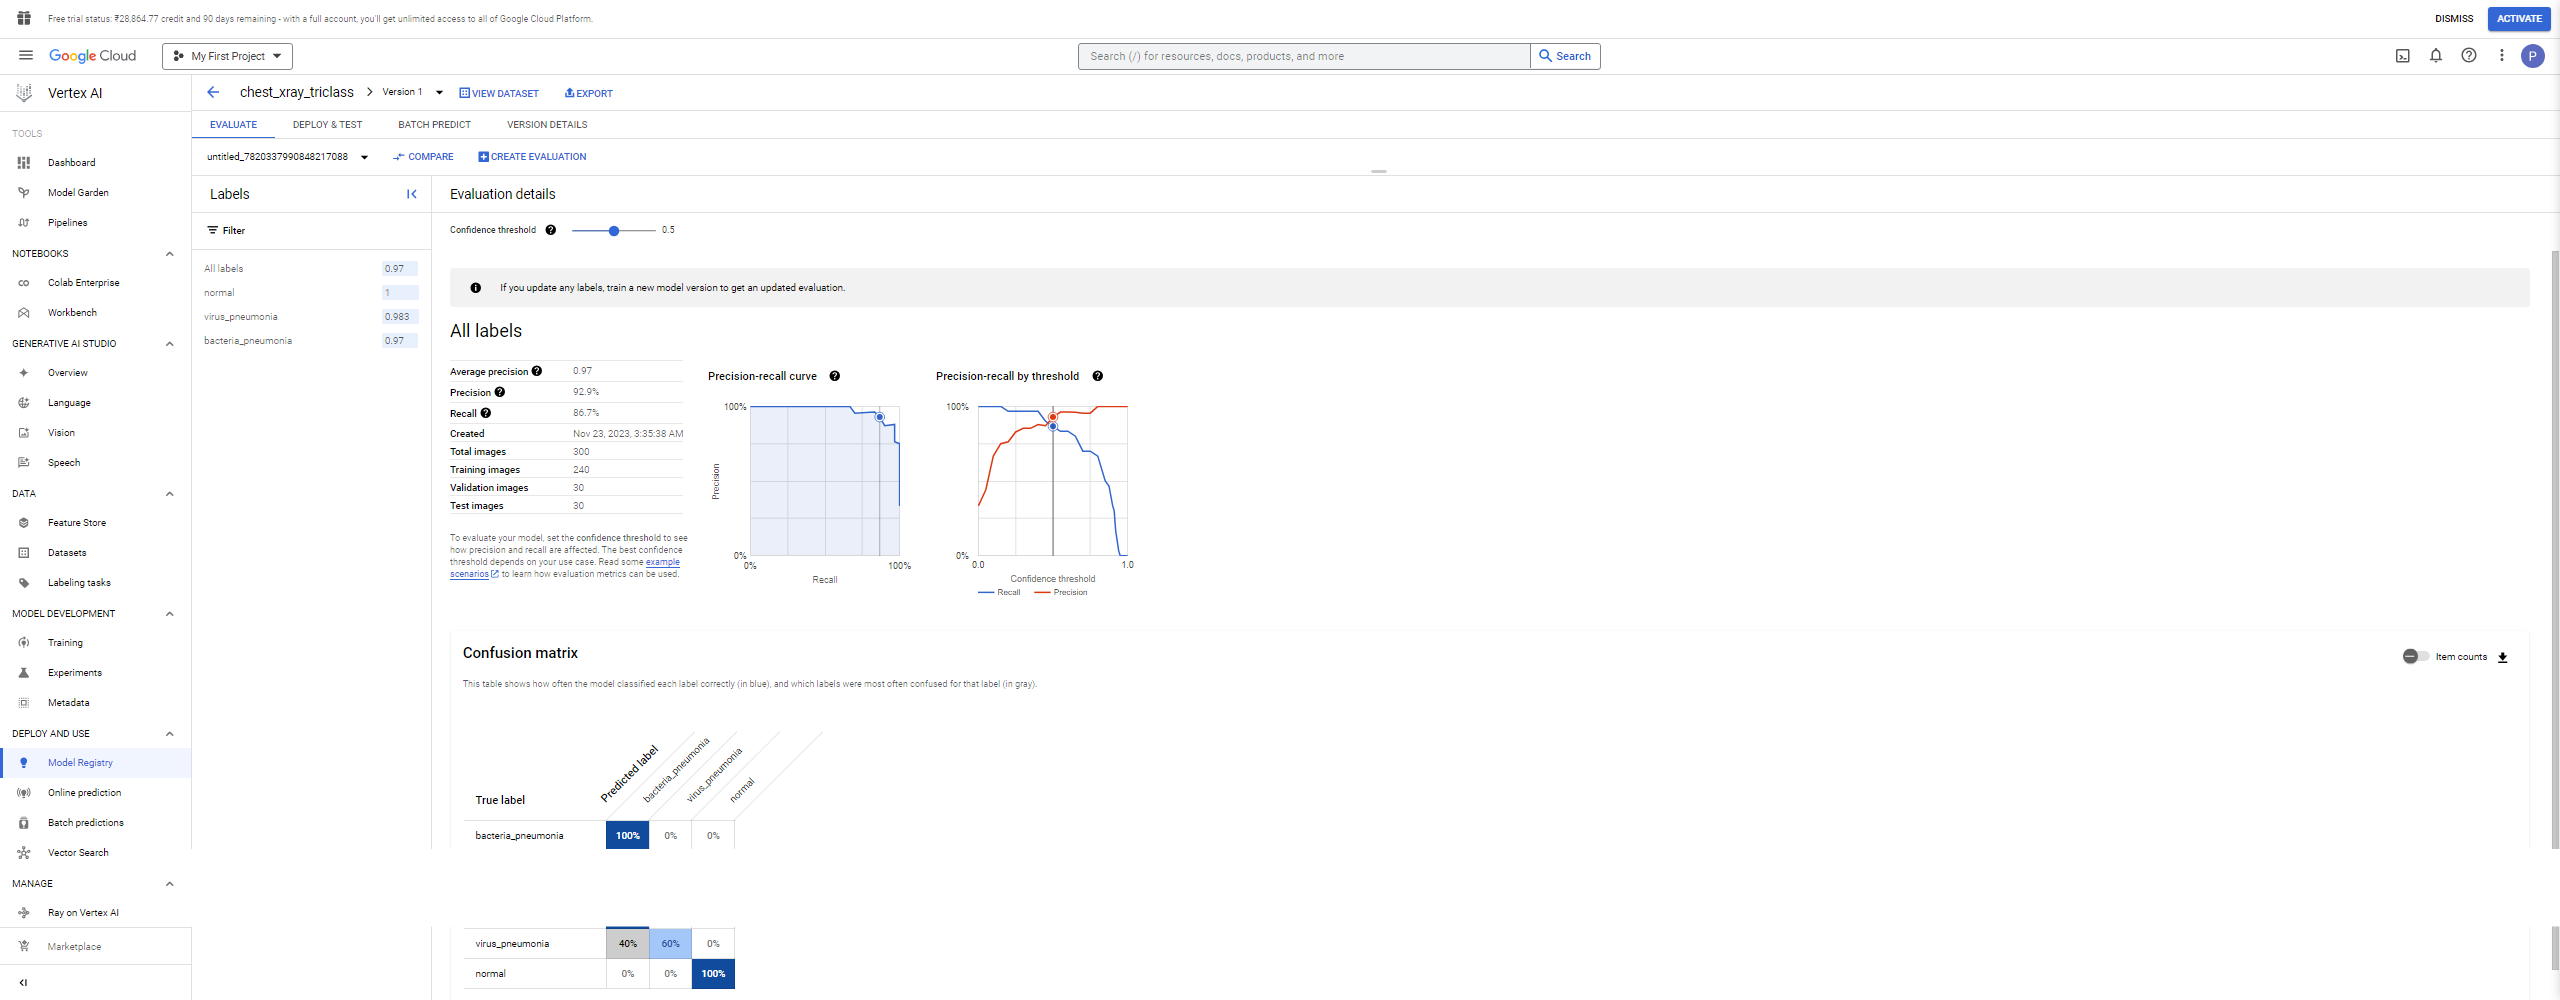 Free trial status: ₹28,864.77 credit and 90 days remaining - with a full account, you'll get unlimited access to all of Google Cloud Platform.
DISMISS
ACTIVATE
Google Cloud
My First Project
Search (/) for resources, docs, products, and more
Search
P
Vertex AI
chest_xray_triclass
Version 1
VIEW DATASET
EXPORT
TOOLS
Dashboard
Model Garden
Pipelines
NOTEBOOKS
Colab Enterprise
Workbench
GENERATIVE AI STUDIO
Overview
Language
Vision
Speech
DATA
Feature Store
Datasets
Labeling tasks
MODEL DEVELOPMENT
Training
Experiments
Metadata
DEPLOY AND USE
Model Registry
Online prediction
Batch predictions
Vector Search
MANAGE
Ray on Vertex AI
Marketplace
EVALUATE
DEPLOY & TEST
BATCH PREDICT
VERSION DETAILS
untitled_7820337990848217088
COMPARE
CREATE EVALUATION
Labels
Filter
All labels 0.97
normal 1
virus_pneumonia 0.983
bacteria_pneumonia 0.97
Evaluation details
Confidence threshold 0.5
If you update any labels, train a new model version to get an updated evaluation.
All labels
Average precision 0.97
Precision 92.9%
Recall 86.7%
Created Nov 23, 2023, 3:35:38 AM
Total images 300
Training images 240
Validation images 30
Test images 30
To evaluate your model, set the confidence threshold to see
how precision and recall are affected. The best confidence
threshold depends on your use case. Read some example
scenarios to learn how evaluation metrics can be used.
Precision-recall curve
100%
Precision
0%
0%
100%
Recall
Precision-recall by threshold
100%
0%
0.0
1.0
Confidence threshold
Recall
Precision
Confusion matrix
Item counts
This table shows how often the model classified each label correctly (in blue), and which labels were most often confused for that label (in gray).
True label
Predicted label
bacteria_pneumonia
virus_pneumonia
normal
bacteria_pneumonia 100% 0% 0%
virus_pneumonia 40% 60% 0%
normal 0% 0% 100%